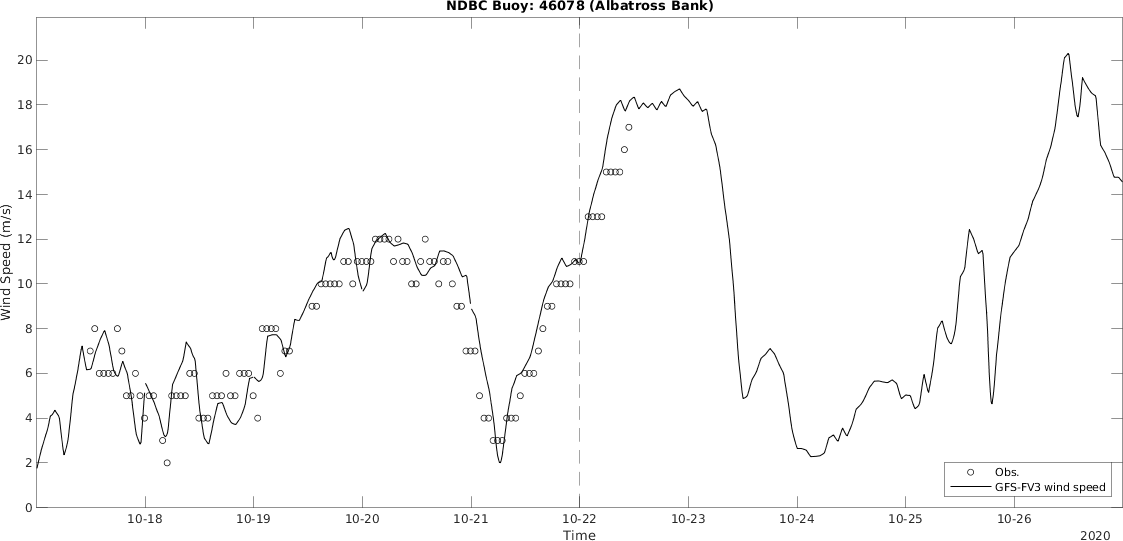 NDBC Buoy: 46078 (Albatross Bank)
Wind Speed (m/s)
20
18
16
14
12
10
8
6
4
2
0
10-18 10-19 10-20 10-21 10-22 10-23 10-24 10-25 10-26
Time
2020
Obs.
GFS-FV3 wind speed